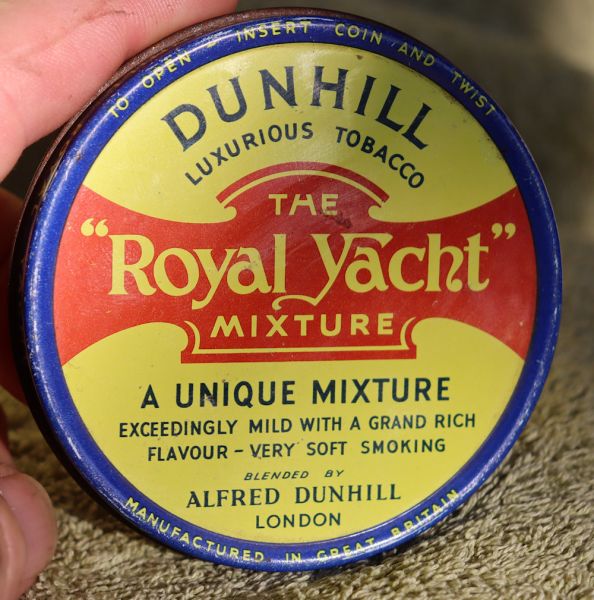 TO OPEN - INSERT COIN AND TWIST
DUNHILL
LUXURIOUS TOBACCO
THE
"Royal Yacht"
MIXTURE
A UNIQUE MIXTURE
EXCEEDINGLY MILD WITH A GRAND RICH
FLAVOUR - VERY SOFT SMOKING
BLENDED BY
ALFRED DUNHILL
LONDON
MANUFACTURED IN GREAT BRITAIN